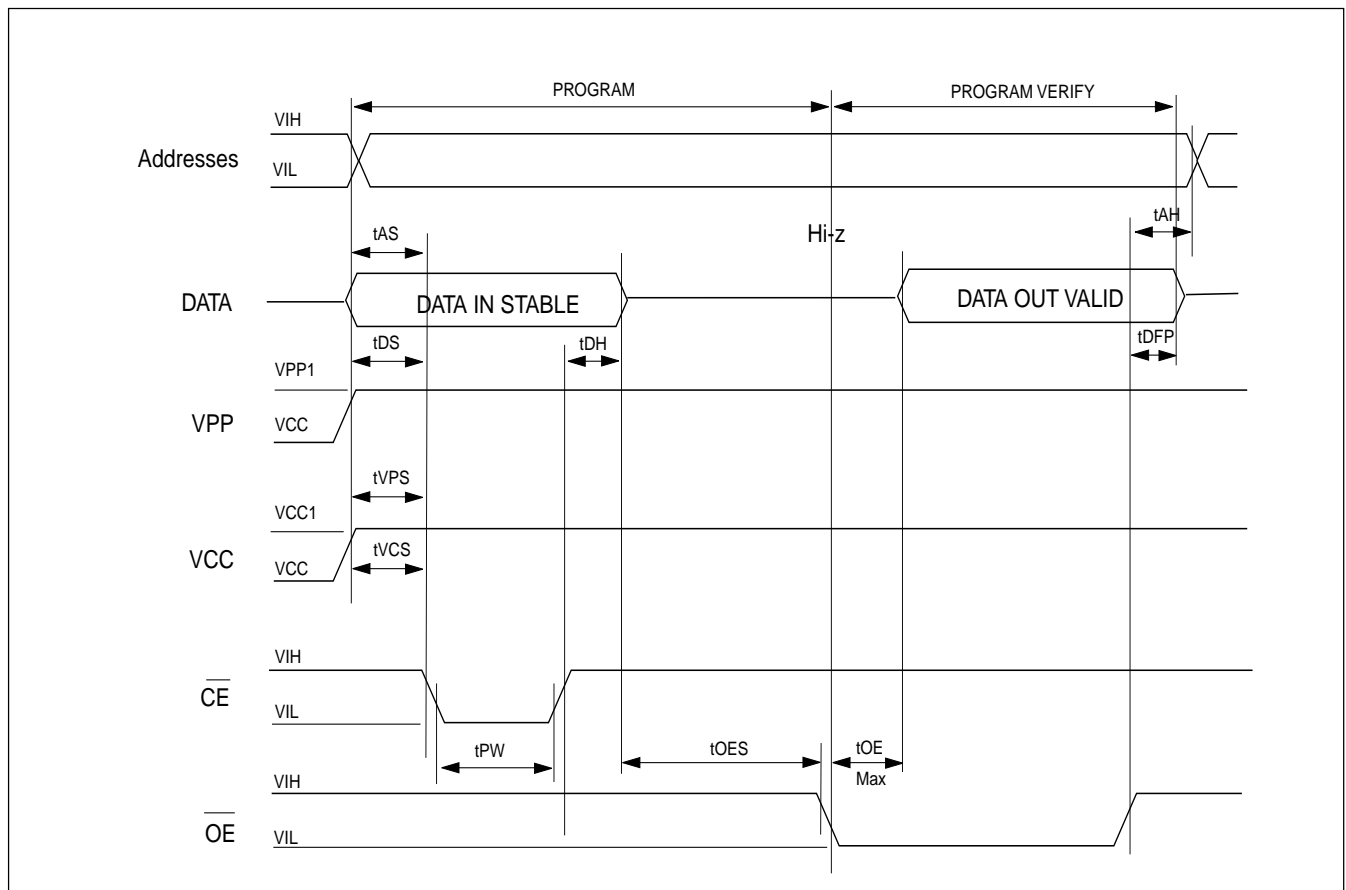 PROGRAM
PROGRAM VERIFY
VIH
Addresses
VIL
tAS
Hi-z
tAH
DATA
DATA IN STABLE
DATA OUT VALID
tDS
tDH
tDFP
VPP1
VPP
VCC
tVPS
VCC1
VCC
tVCS
VCC
VIH
CE
VIL
tPW
tOES
tOE
Max
VIH
OE
VIL